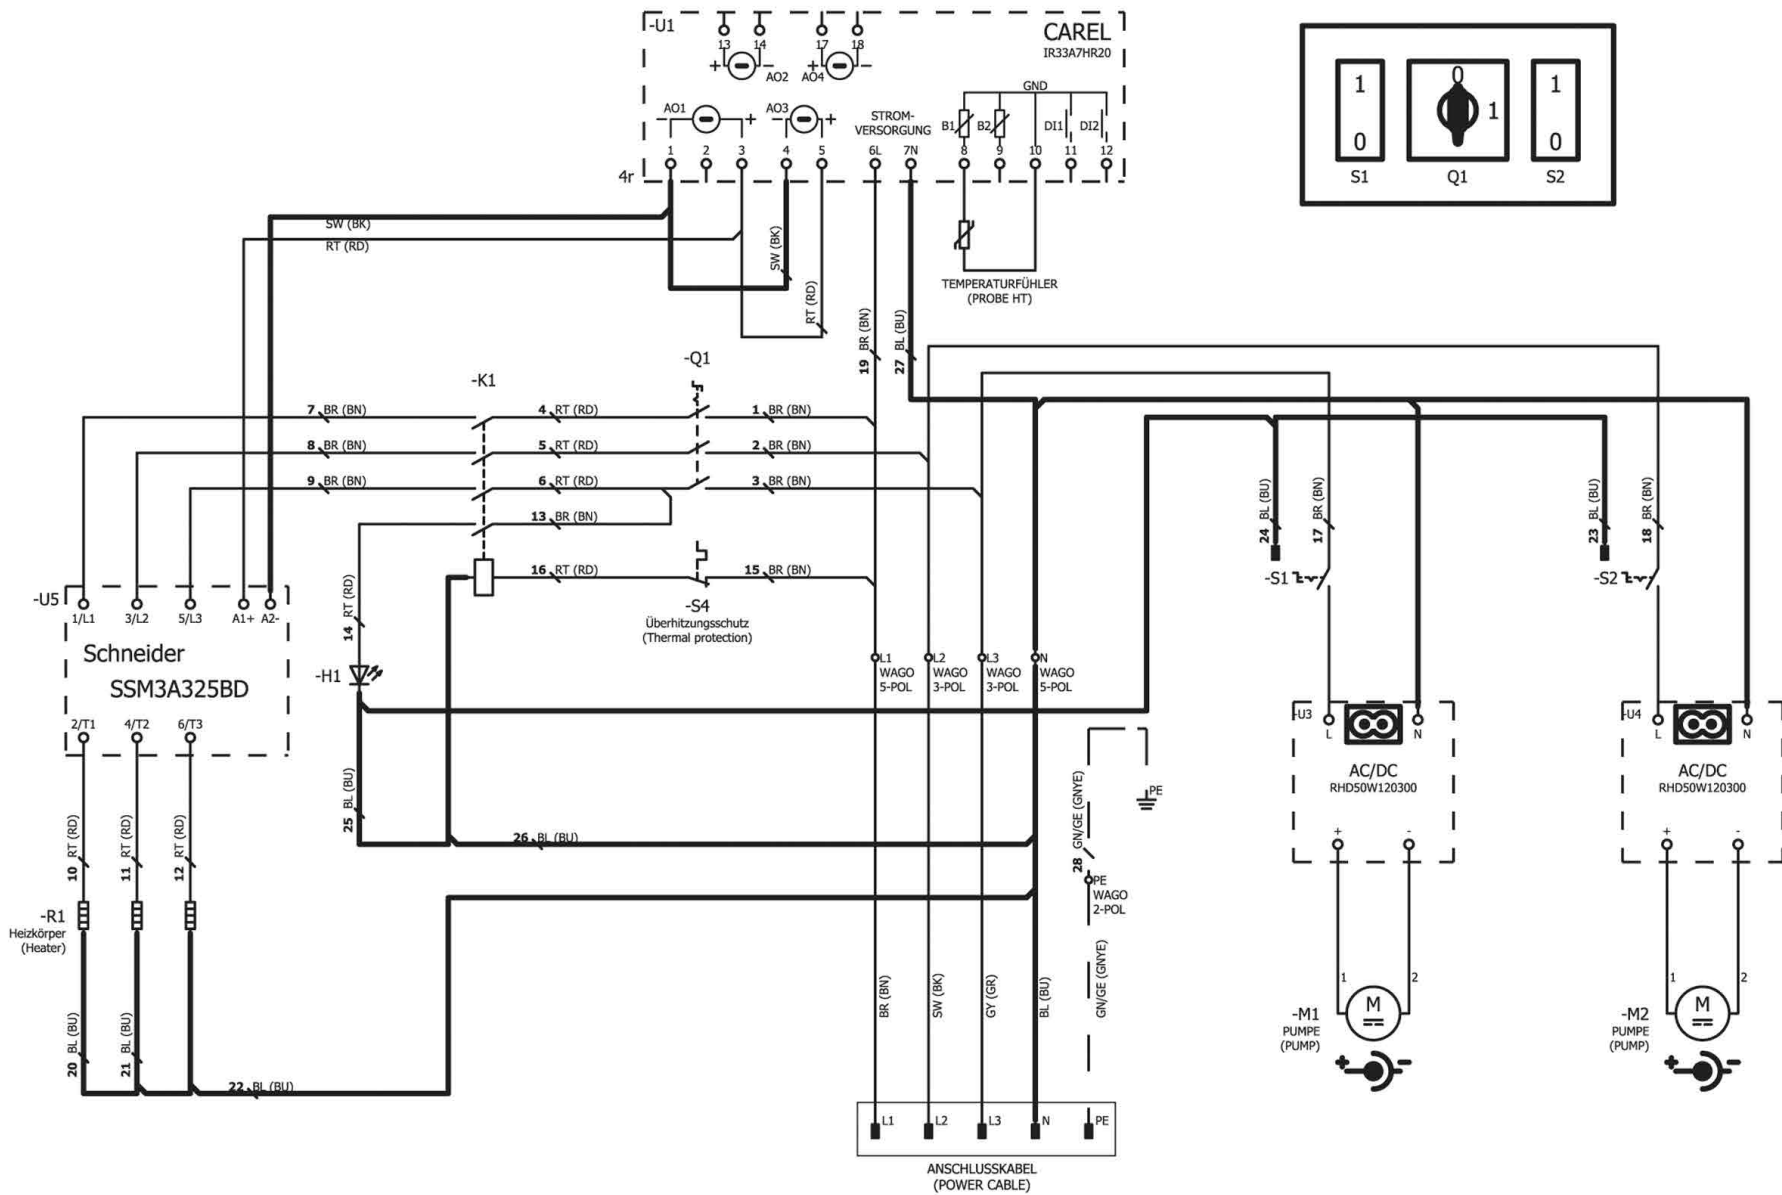 -U1
CAREL
IR33A7HR20
13
14
17
18
+
-
AO2
AO4
+
-
AO1
-
+
AO3
-
+
STROM-
VERSORGUNG
GND
B1
B2
DI1
DI2
1
2
3
4
5
6L
7N
8
9
10
11
12
4r
1
0
0
1
1
0
S1
Q1
S2
SW (BK)
RT (RD)
SW (BK)
RT (RD)
TEMPERATURFÜHLER
(PROBE HT)
19 BR (BN)
27 BL (BU)
-K1
-Q1
7 BR (BN)
4 RT (RD)
1 BR (BN)
8 BR (BN)
5 RT (RD)
2 BR (BN)
9 BR (BN)
6 RT (RD)
3 BR (BN)
13 BR (BN)
16 RT (RD)
15 BR (BN)
-S4
Überhitzungsschutz
(Thermal protection)
24 BL (BU)
17 BR (BN)
23 BL (BU)
18 BR (BN)
-S1
-S2
-U5
1/L1
3/L2
5/L3
A1+
A2-
Schneider
SSM3A325BD
2/T1
4/T2
6/T3
14 RT (RD)
-H1
L1
WAGO
5-POL
L2
WAGO
3-POL
L3
WAGO
3-POL
N
WAGO
5-POL
-U3
L
N
AC/DC
RHD50W120300
+
-
-U4
L
N
AC/DC
RHD50W120300
+
-
PE
28 GN/GE (GNYE)
PE
WAGO
2-POL
GN/GE (GNYE)
25 BL (BU)
26 BL (BU)
10 RT (RD)
11 RT (RD)
12 RT (RD)
-R1
Heizkörper
(Heater)
20 BL (BU)
21 BL (BU)
22 BL (BU)
BR (BN)
SW (BK)
GY (GR)
BL (BU)
1
2
-M1
PUMPE
(PUMP)
M
+
-
1
2
-M2
PUMPE
(PUMP)
M
+
-
L1
L2
L3
N
PE
ANSCHLUSSKABEL
(POWER CABLE)